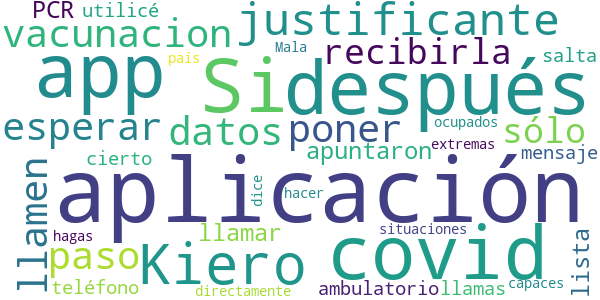 PCR utilicé justificante
vacunacion Mala recibirla salta
app país Si después
esperar datos poner ocupados sólo
cierto apuntaron extremas mensaje
llamen aplicación dice hacer
hagas llamar situaciones lista
paso Kiero covid
teléfono ambulatorio llamas capaces
directamente